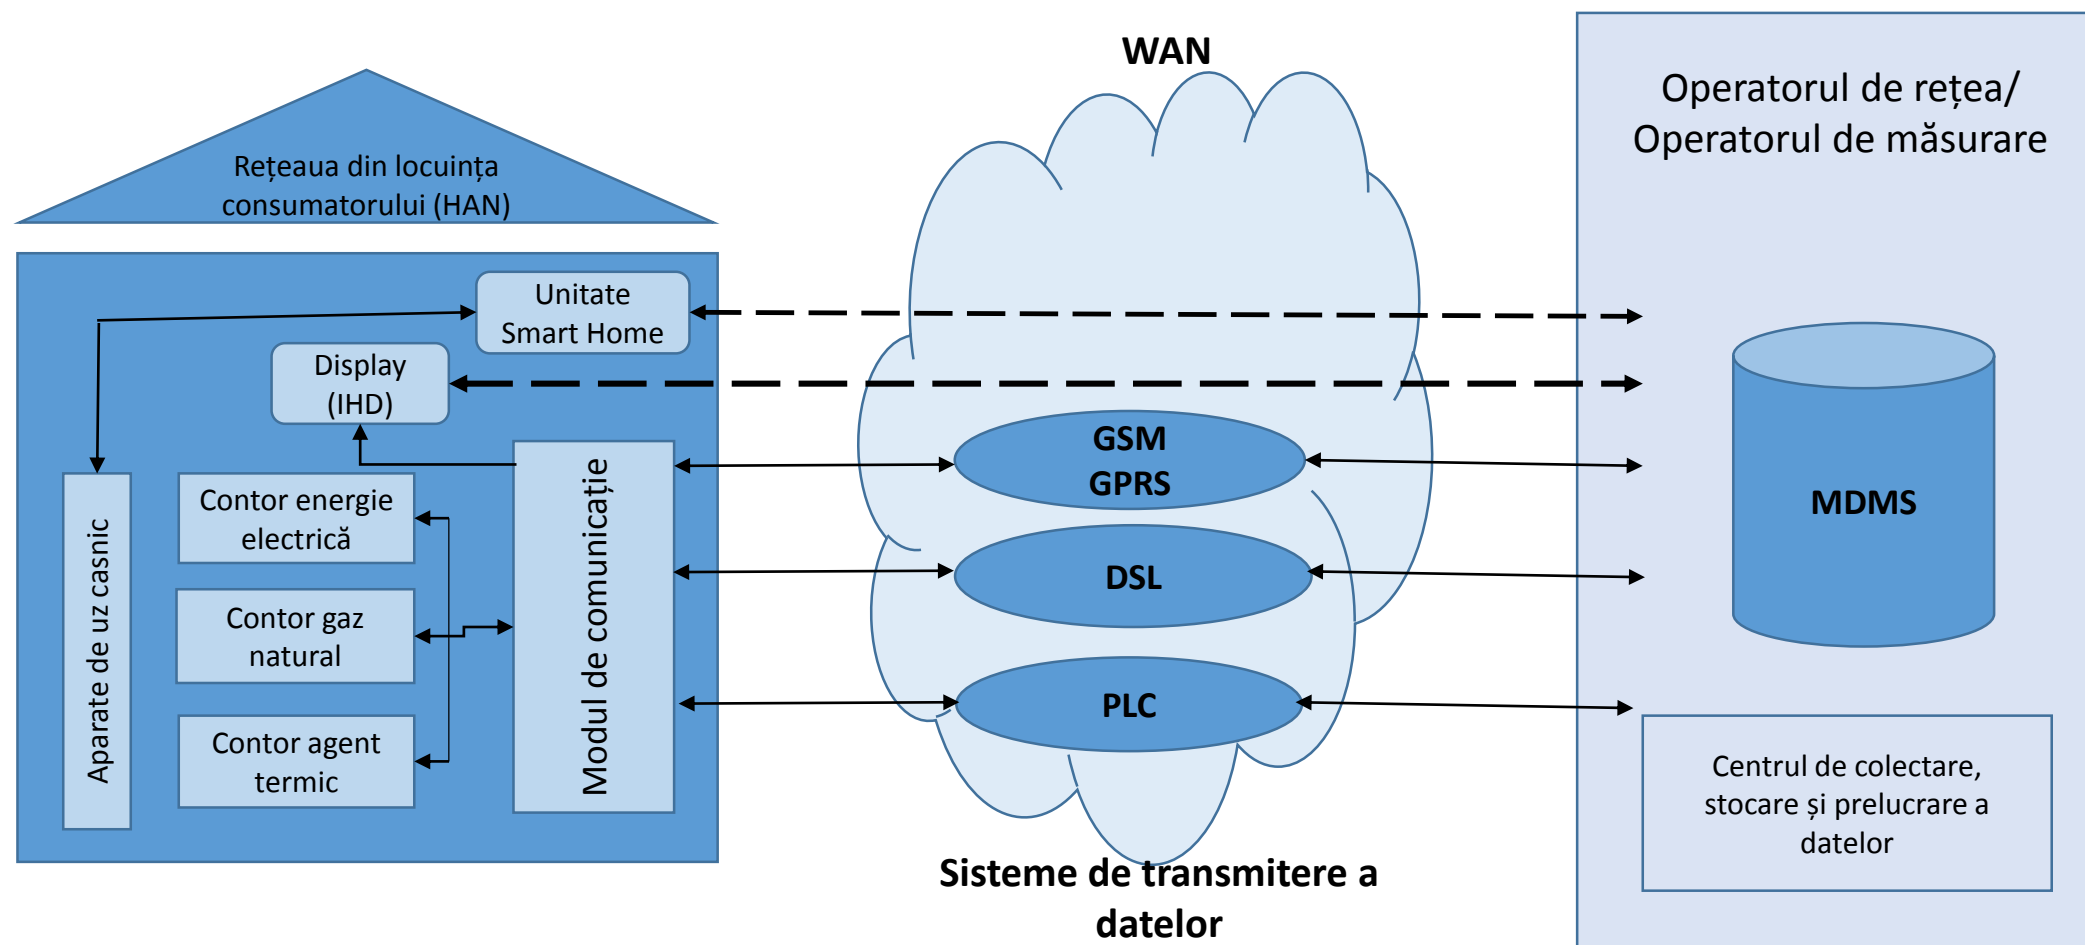 WAN
Operatorul de rețea/
Operatorul de măsurare
Rețeaua din locuința
consumatorului (HAN)
Unitate
Smart Home
Display
(IHD)
Aparate de uz casnic
Contor energie
electrică
Contor gaz
natural
Contor agent
termic
Modul de comunicație
GSM
GPRS
DSL
PLC
MDMS
Centrul de colectare,
stocare și prelucrare a
datelor
Sisteme de transmitere a
datelor